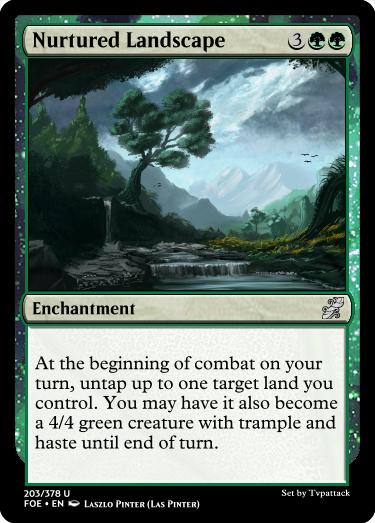 Nurtured Landscape 3
Enchantment
At the beginning of combat on your
turn, untap up to one target land you
control. You may have it also become
a 4/4 green creature with trample and
haste until end of turn.
203/378 U
FOE • EN Laszlo Pinter (Las Pinter)
Set by Tvpattack